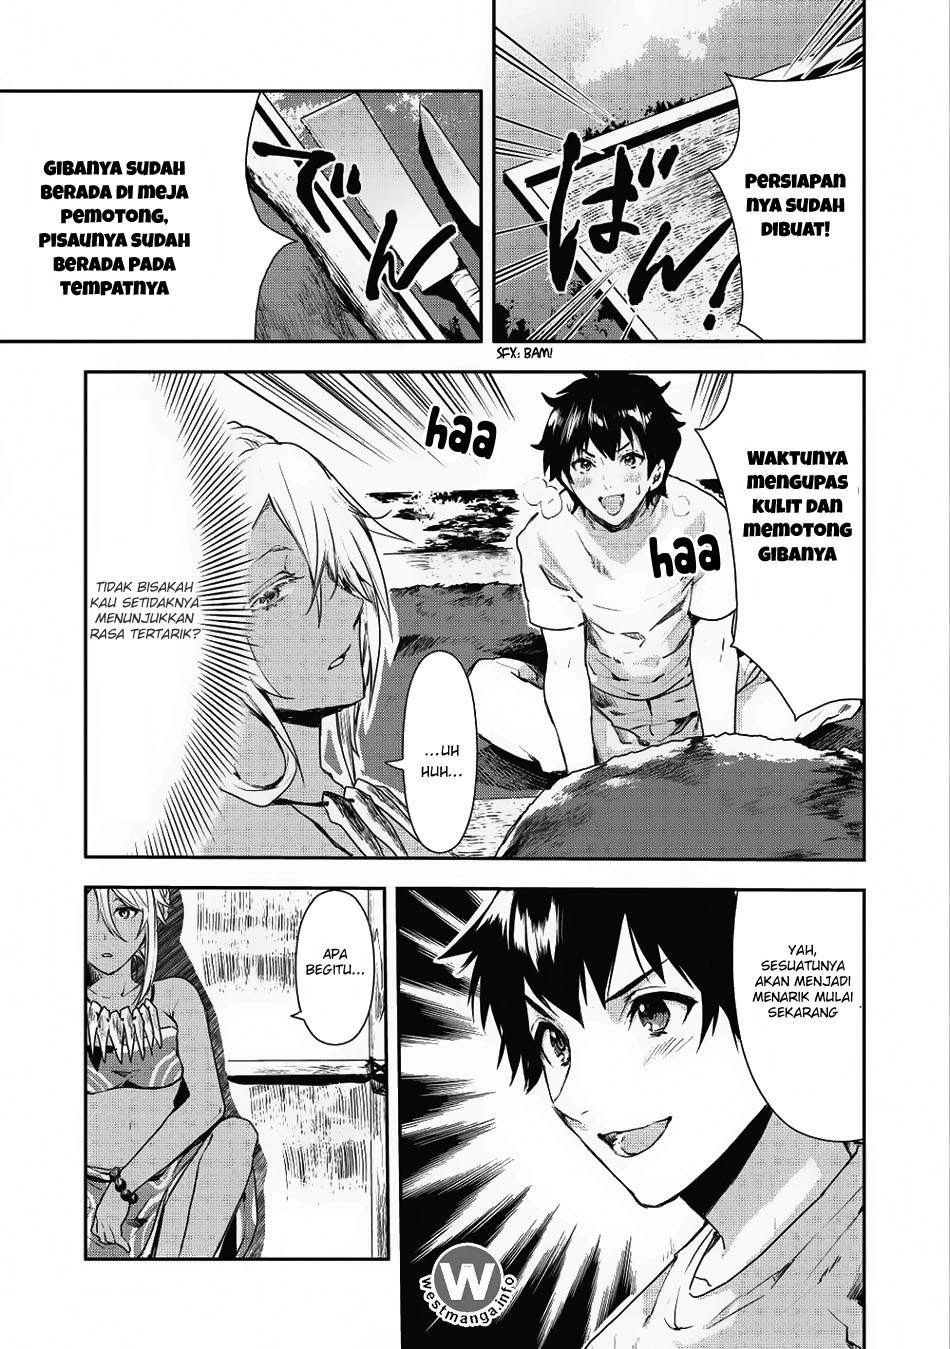 PERSIAPAN
NYA SUDAH
DIBUAT!
ばん!
SFX: BAM!
GIBANYA SUDAH
BERADA DI MEJA
PEMOTONG,
PISAUNYA SUDAH
BERADA PADA
TEMPATNYA
でん
WAKTUNYA
MENGUPAS
KULIT DAN
MEMOTONG
GIBANYA
haa
haa
...UH
HUH...
TIDAK BISAKAH
KAU SETIDAKNYA
MENUNJUKKAN
RASA TERTARIK?
YAH,
SESUATUNYA
AKAN MENJADI
MENARIK MULAI
SEKARANG
APA
BEGITU...
W
westmanga.info